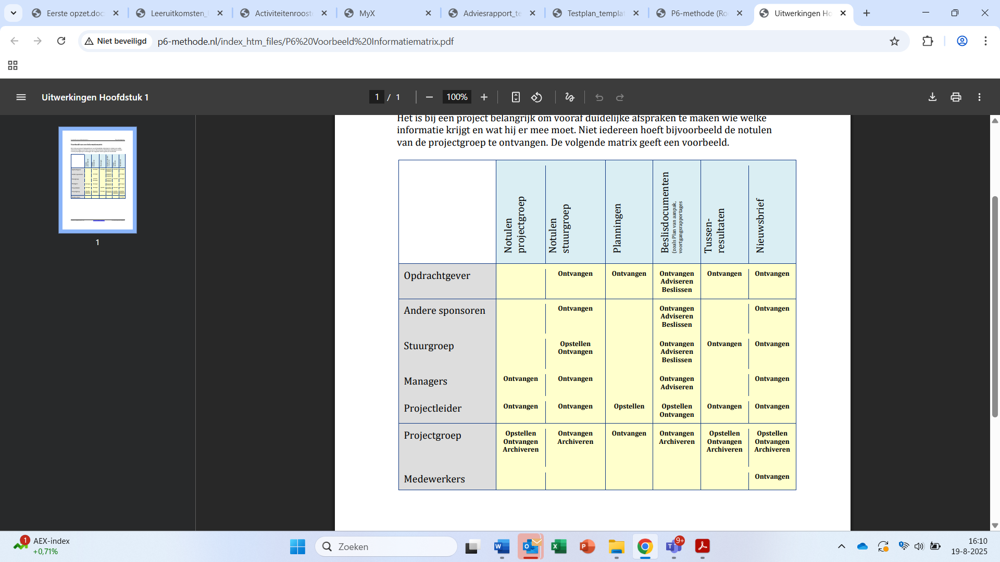 Eerste opzet.doc
Leeruitkomsten_
Activiteitenrooste
MyX
Adviesrapport_te
Testplan_templat
P6-methode (Ro
Uitwerkingen Ho
Niet beveiligd
p6-methode.nl/index_htm_files/P6%20Voorbeeld%20Informatiematrix.pdf
Uitwerkingen Hoofdstuk 1
1 / 1
100%
Het is bij een project belangrijk om vooraf duidelijke afspraken te maken wie welke
informatie krijgt en wat hij er mee moet. Niet iedereen hoeft bijvoorbeeld de notulen
van de projectgroep te ontvangen. De volgende matrix geeft een voorbeeld.
1
Notulen
projectgroep
Notulen
stuurgroep
Planningen
Beslisdocumenten
(zoals Plan van aanpak,
voortgangsrapportages
Tussen-
resultaten
Nieuwsbrief
Opdrachtgever Ontvangen Ontvangen Ontvangen Ontvangen Ontvangen
Adviseren
Beslissen
Andere sponsoren Ontvangen Ontvangen Ontvangen
Adviseren
Beslissen
Stuurgroep Opstellen Ontvangen Ontvangen Ontvangen
Ontvangen Adviseren
Beslissen
Managers Ontvangen Ontvangen Ontvangen Ontvangen
Adviseren
Projectleider Ontvangen Ontvangen Opstellen Opstellen Ontvangen Ontvangen
Ontvangen
Projectgroep Opstellen Ontvangen Ontvangen Ontvangen Opstellen Opstellen
Ontvangen Archiveren Archiveren Ontvangen Ontvangen
Archiveren Archiveren Archiveren
Medewerkers Ontvangen
1
AEX-index
+0,71%
Zoeken
9+
16:10
19-8-2025